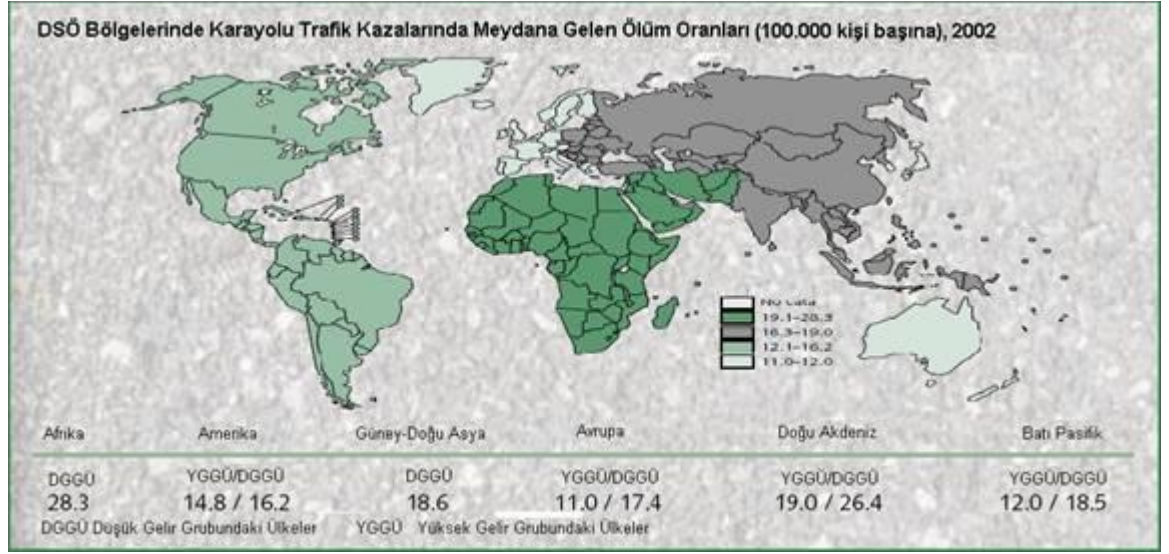 DSÖ Bölgelerinde Karayolu Trafik Kazalarında Meydana Gelen Ölüm Oranları (100.000 kişi başına), 2002
No data
19.1–28.3
16.3–19.0
12.1–16.2
11.0–12.0
Afrika Amerika Güney-Doğu Asya Avrupa Doğu Akdeniz Batı Pasifik
DGGÜ YGGÜ/DGGÜ DGGÜ YGGÜ/DGGÜ YGGÜ/DGGÜ YGGÜ/DGGÜ
28.3 14.8 / 16.2 18.6 11.0 / 17.4 19.0 / 26.4 12.0 / 18.5
DGGÜ Düşük Gelir Grubundaki Ülkeler YGGÜ Yüksek Gelir Grubundaki Ülkeler